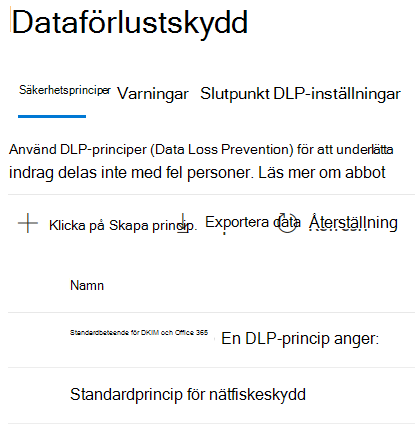 Dataförlustskydd
Säkerhetsprinciper Varningar Slutpunkt DLP-inställningar
Använd DLP-principer (Data Loss Prevention) för att underlätta
indrag delas inte med fel personer. Läs mer om abbot
Klicka på Skapa princip. Exportera data Återställning
Namn
Standardbeteende för DKIM och Office 365 En DLP-princip anger:
Standardprincip för nätfiskeskydd